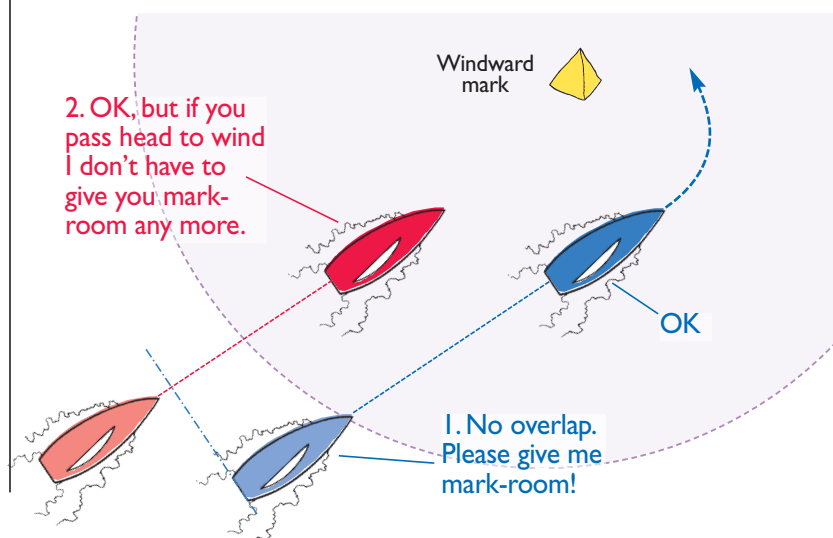 Windward
mark
2. OK, but if you
pass head to wind
I don't have to
give you mark-
room any more.
OK
1. No overlap.
Please give me
mark-room!